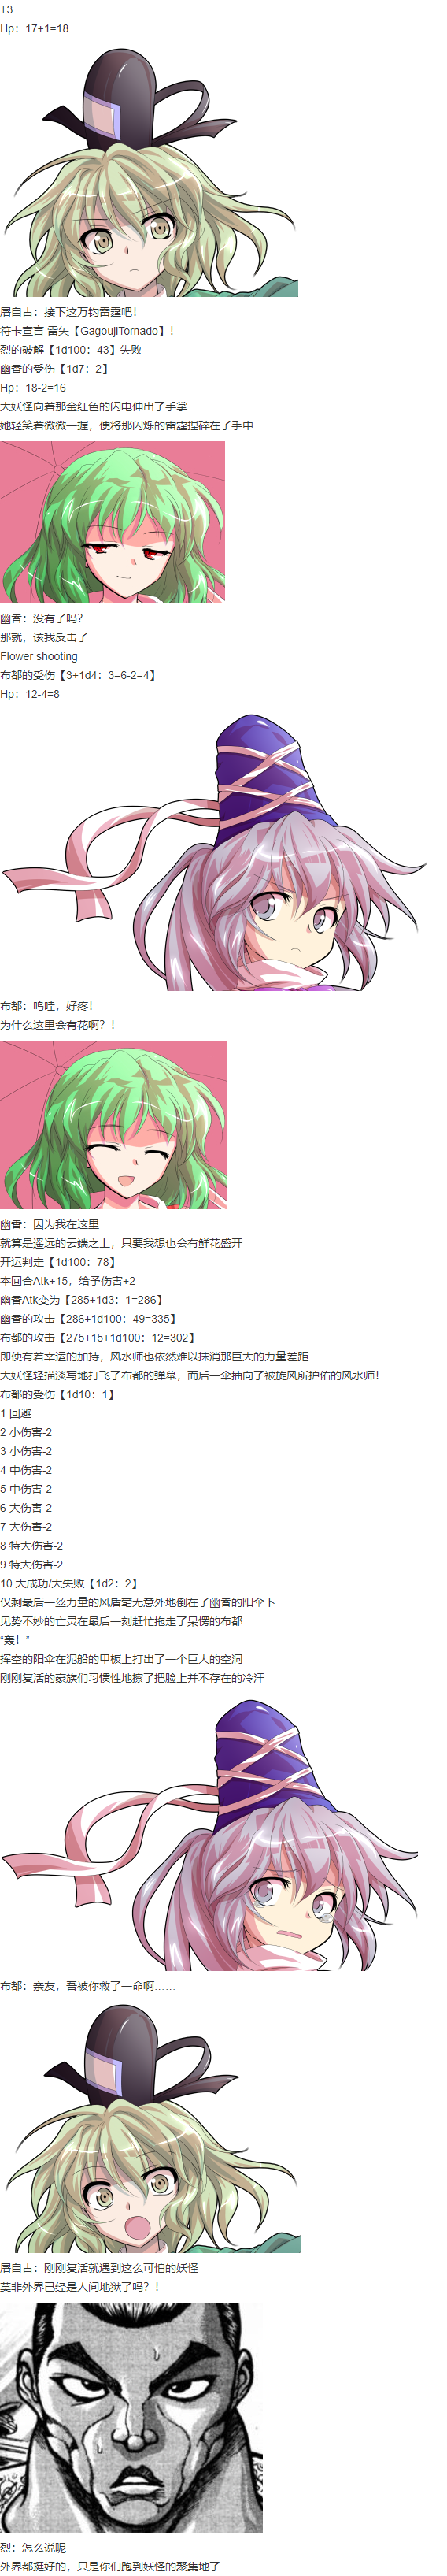 T3
Hp：17+1=18
屠自古：接下这万钧雷霆吧！
符卡宣言 雷矢【GagoujiTornado】！
烈的破解【1d100：43】失败
幽香的受伤【1d7：2】
Hp：18-2=16
大妖怪向着那金红色的闪电伸出了手掌
她轻笑着微微一握，便将那闪烁的雷霆捏碎在了手中
幽香：没有了吗？
那就，该我反击了
Flower shooting
布都的受伤【3+1d4：3=6-2=4】
Hp：12-4=8
布都：呜哇，好疼！
为什么这里会有花啊？！
幽香：因为我在这里
就算是遥远的云端之上，只要我想也会有鲜花盛开
开运判定【1d100：78】
本回合Atk+15，给予伤害+2
幽香Atk变为【285+1d3：1=286】
幽香的攻击【286+1d100：49=335】
布都的攻击【275+15+1d100：12=302】
即便有着幸运的加持，风水师也依然难以抹消那巨大的力量差距
大妖怪轻描淡写地打飞了布都的弹幕，而后一伞抽向了被旋风所护佑的风水师！
布都的受伤【1d10：1】
1 回避
2 小伤害-2
3 小伤害-2
4 中伤害-2
5 中伤害-2
6 大伤害-2
7 大伤害-2
8 特大伤害-2
9 特大伤害-2
10 大成功/大失败【1d2：2】
仅剩最后一丝力量的风盾毫无意外地倒在了幽香的阳伞下
见势不妙的亡灵在最后一刻赶忙拖走了呆愣的布都
“轰！”
挥空的阳伞在泥船的甲板上打出了一个巨大的空洞
刚刚复活的豪族们习惯性地擦了把脸上并不存在的冷汗
布都：亲友，吾被你救了一命啊……
屠自古：刚刚复活就遇到这么可怕的妖怪
莫非外界已经是人间地狱了吗？！
烈：怎么说呢
外界都挺好的，只是你们跑到妖怪的聚集地了……